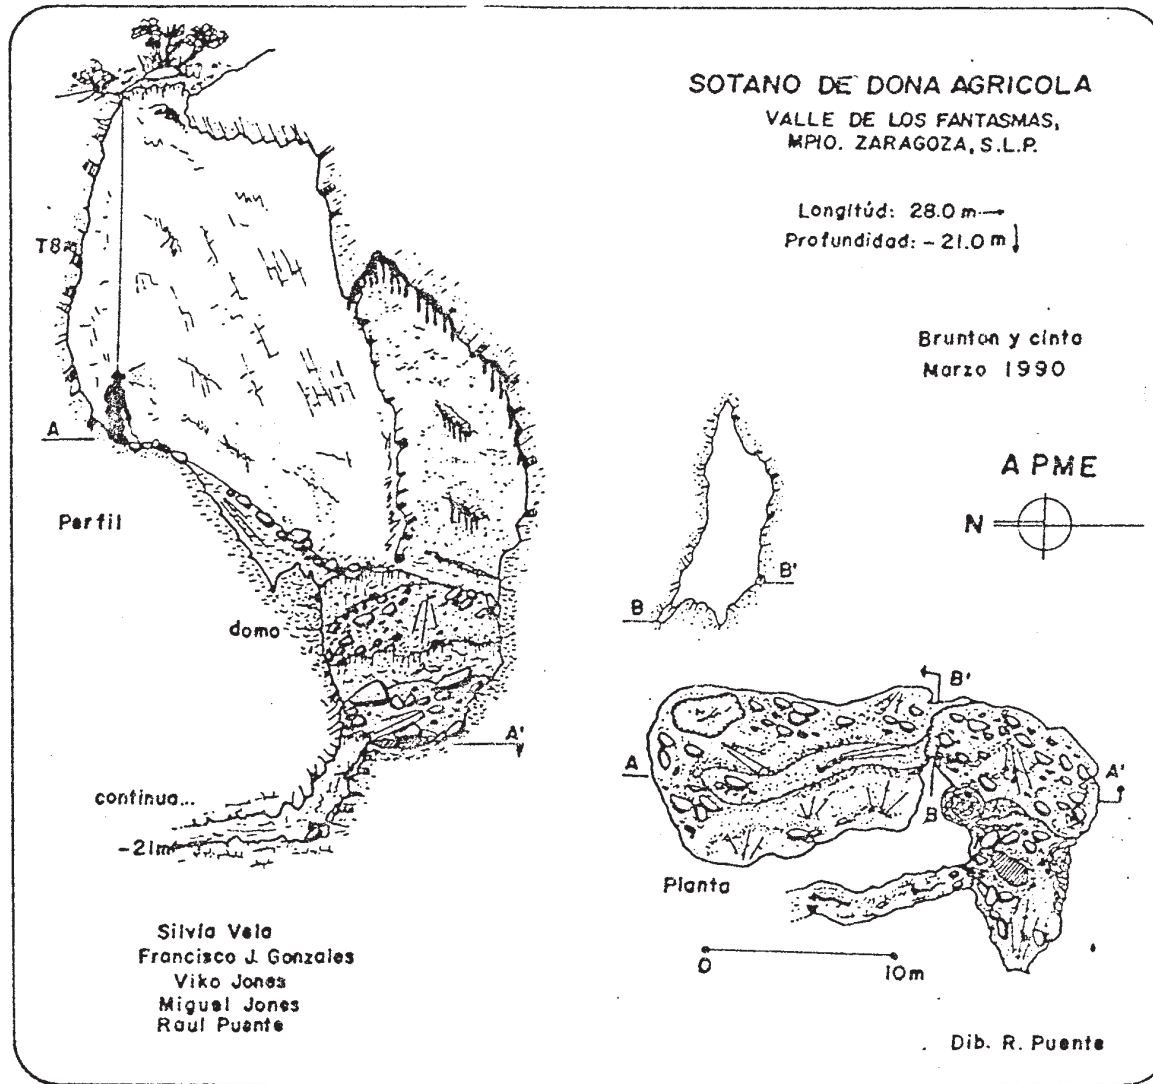 SOTANO DE DONA AGRICOLA
VALLE DE LOS FANTASMAS,
MPIO. ZARAGOZA, S.L.P.
Longitúd: 28.0 m
Profundidad: - 21.0 m
Brunton y cinta
Marzo 1990
A PME
N
T8m
A
Perfil
domo
A'
continua...
-21m
B
B'
B'
A
A'
B
Planta
0
10m
Silvia Vela
Francisco J. Gonzales
Viko Jones
Miguel Jones
Raul Puente
Dib. R. Puente